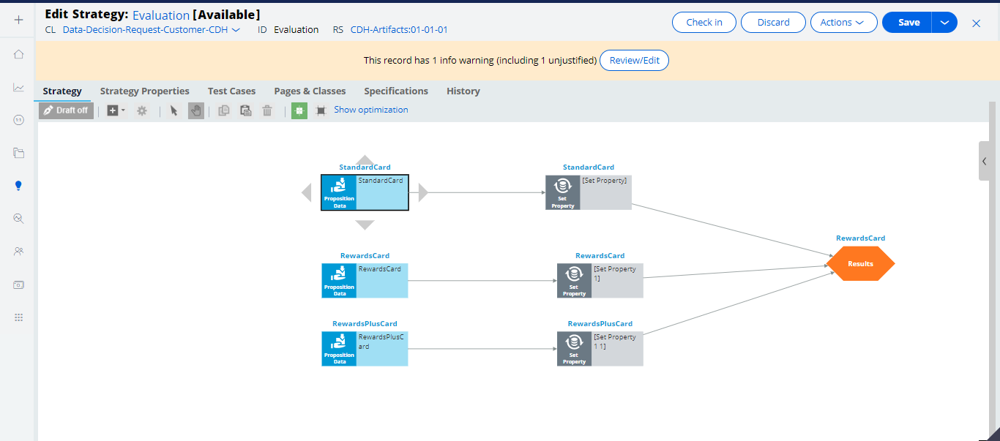 Edit Strategy: Evaluation [Available]
CL Data-Decision-Request-Customer-CDH ID Evaluation RS CDH-Artifacts:01-01-01
Check in Discard Actions Save
This record has 1 info warning (including 1 unjustified) Review/Edit
Strategy Strategy Properties Test Cases Pages & Classes Specifications History
Draft off Show optimization
StandardCard StandardCard
StandardCard [Set Property]
Proposition Set
Data Property
RewardsCard
Results
RewardsCard RewardsCard
RewardsCard [Set Property
1]
Proposition Set
Data Property
RewardsPlusCard RewardsPlusCard
RewardsPlusC [Set Property
ard 1 1]
Proposition Set
Data Property